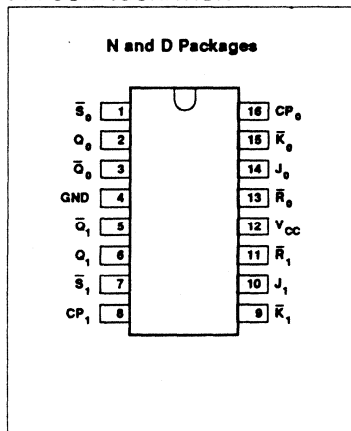 N and D Packages
S̄₀ 1 16 CP₀
Q₀ 2 15 K̄₀
Q̄₀ 3 14 J₀
GND 4 13 R̄₀
Q̄₁ 5 12 V_CC
Q₁ 6 11 R̄₁
S̄₁ 7 10 J₁
CP₁ 8 9 K̄₁